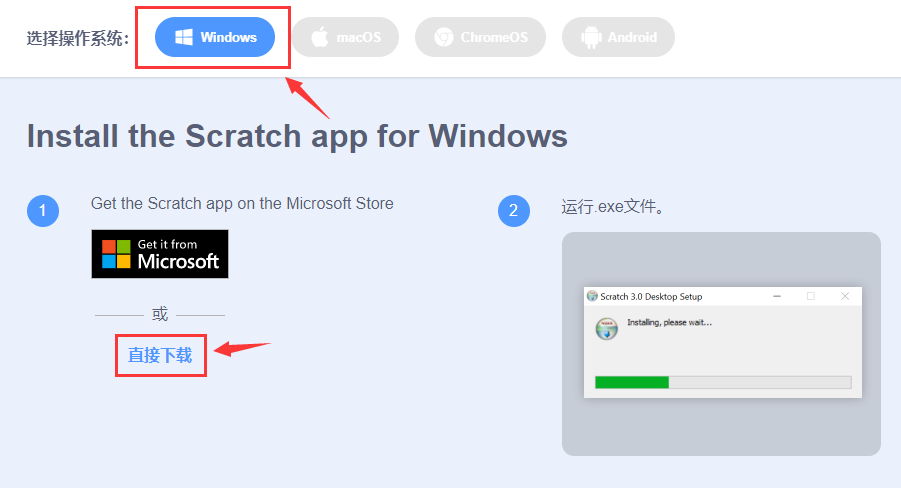 选择操作系统：
Windows
macOS
ChromeOS
Android
Install the Scratch app for Windows
1
Get the Scratch app on the Microsoft Store
Get it from
Microsoft
或
直接下载
2
运行.exe文件。
Scratch 3.0 Desktop Setup
Installing, please wait...